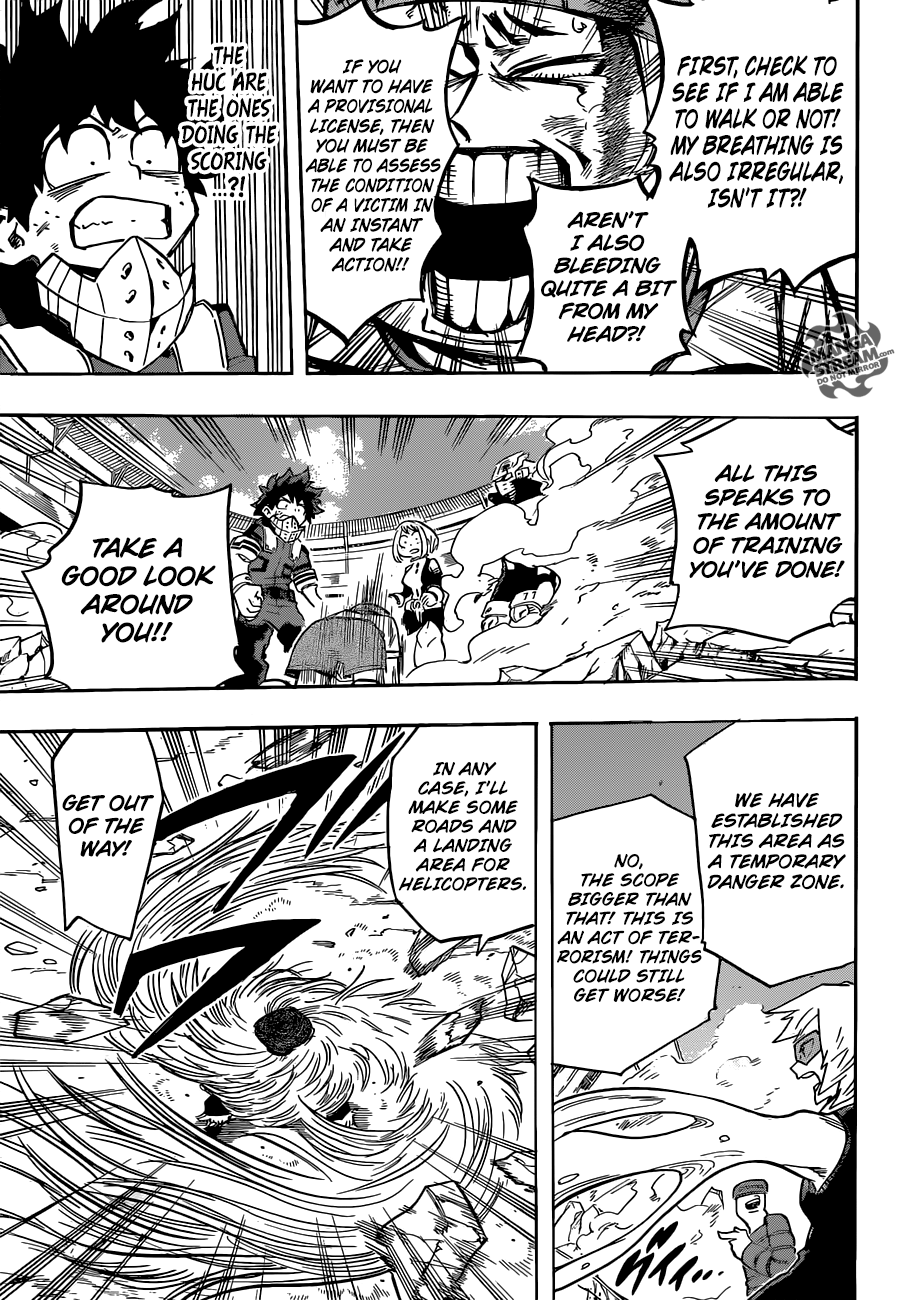 FIRST, CHECK TO
SEE IF I AM ABLE
TO WALK OR NOT!
MY BREATHING IS
ALSO IRREGULAR,
ISN'T IT?!
AREN'T
I ALSO
BLEEDING
QUITE A BIT
FROM MY
HEAD?!
IF YOU
WANT TO HAVE
A PROVISIONAL
LICENSE, THEN
YOU MUST BE
ABLE TO ASSESS
THE CONDITION
OF A VICTIM IN
AN INSTANT
AND TAKE
ACTION!!
THE
HUC ARE
THE ONES
DOING THE
SCORING
...?!
MANGA
STREAM.com
DO NOT MIRROR
ALL THIS
SPEAKS TO
THE AMOUNT
OF TRAINING
YOU'VE DONE!
TAKE A
GOOD LOOK
AROUND
YOU!!
WE HAVE
ESTABLISHED
THIS AREA AS
A TEMPORARY
DANGER ZONE.
NO,
THE SCOPE
BIGGER THAN
THAT! THIS IS
AN ACT OF TER-
RORISM! THINGS
COULD STILL
GET WORSE!
IN ANY
CASE, I'LL
MAKE SOME
ROADS AND
A LANDING
AREA FOR
HELICOPTERS.
GET OUT
OF THE
WAY!